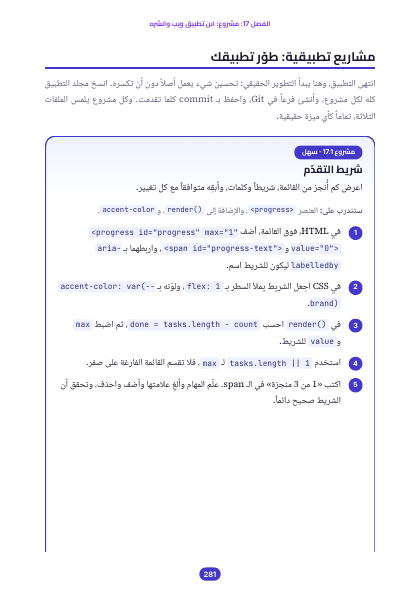 الفصل 17: مشروع: ابنِ تطبيق ويب وانشره
مشاريع تطبيقية: طوّر تطبيقك
انتهى التطبيق، وهنا يبدأ التطوير الحقيقي: تحسين شيء يعمل أصلاً دون أن تكسره. انسخ مجلد التطبيق
كله لكل مشروع، وأنشئ فرعاً في Git، واحفظ بـ commit كلما تقدمت. وكل مشروع يلمس الملفات
الثلاثة، تماماً كأي ميزة حقيقية.
مشروع 17.1 · سهل
شريط التقدّم
اعرض كم أُنجز من القائمة، شريطاً وكلمات، وأبقِه متوافقاً مع كل تغيير.
ستتدرب على: العنصر <progress>، والإضافة إلى render()، و accent-color.
1 في HTML، فوق القائمة، أضف <progress id="progress" max="1"
value="0"> و <span id="progress-text">، واربطهما بـ aria-
labelledby ليكون للشريط اسم.
2 في CSS اجعل الشريط يملأ السطر بـ flex: 1، ولوّنه بـ accent-color: var(--
brand).
3 في render() احسب done = tasks.length - count، ثم اضبط max
و value للشريط.
4 استخدم tasks.length || 1 لـ max، فلا تقسم القائمة الفارغة على صفر.
5 اكتب «1 من 3 منجزة» في الـ span. علّم المهام وألغِ علامتها وأضف واحذف، وتحقق أن
الشريط صحيح دائماً.
281